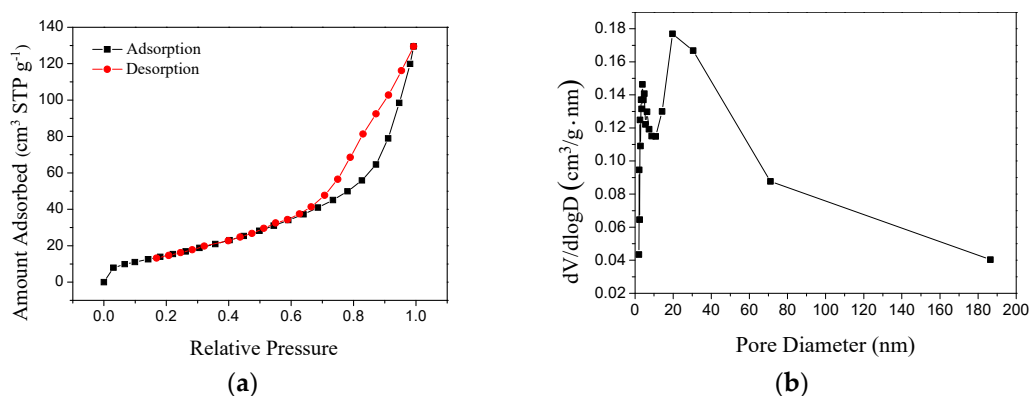 Amount Adsorbed (cm³ STP g⁻¹)
140
120
100
80
60
40
20
0
Adsorption
Desorption
0.0 0.2 0.4 0.6 0.8 1.0
Relative Pressure
(a)
dV/dlogD (cm³/g·nm)
0.18
0.16
0.14
0.12
0.10
0.08
0.06
0.04
0.02
0 20 40 60 80 100 120 140 160 180 200
Pore Diameter (nm)
(b)